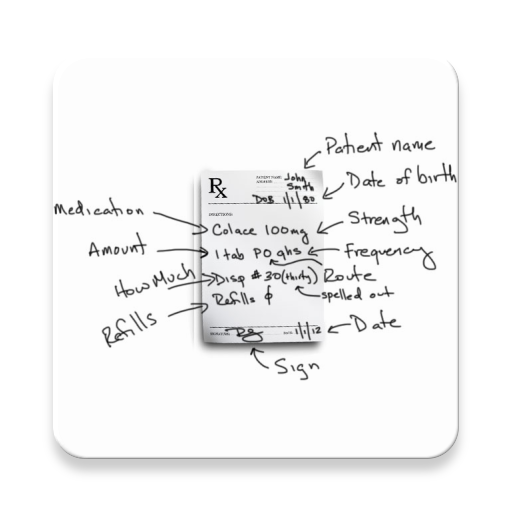 Patient name
Rx
PATIENT NAME John Smith
ADDRESS
Date of birth
DOB 1/1/80
Medication
DIRECTIONS:
Strength
Colace 100mg
Amount
1 tab PO qhs
Frequency
How Much
Disp #30 (thirty)
Route
Refills ϕ
spelled out
Refills
SIGNATURE:
DATE 1/1/12
Date
Sign